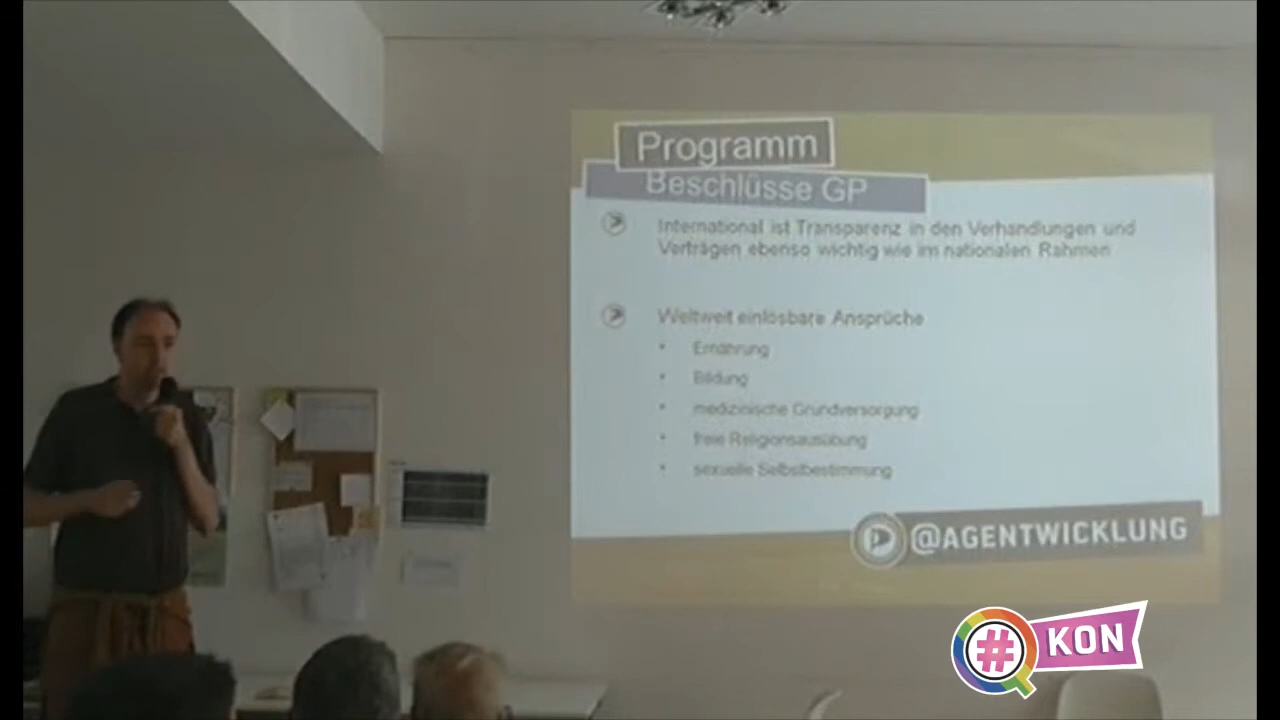 Programm
Beschlüsse GP
International ist Transparenz in den Verhandlungen und
Verträgen ebenso wichtig wie im nationalen Rahmen
Weltweit einlösbare Ansprüche
• Ernährung
• Bildung
• medizinische Grundversorgung
• freie Religionsausübung
• sexuelle Selbstbestimmung
@AGENTWICKLUNG
# KON